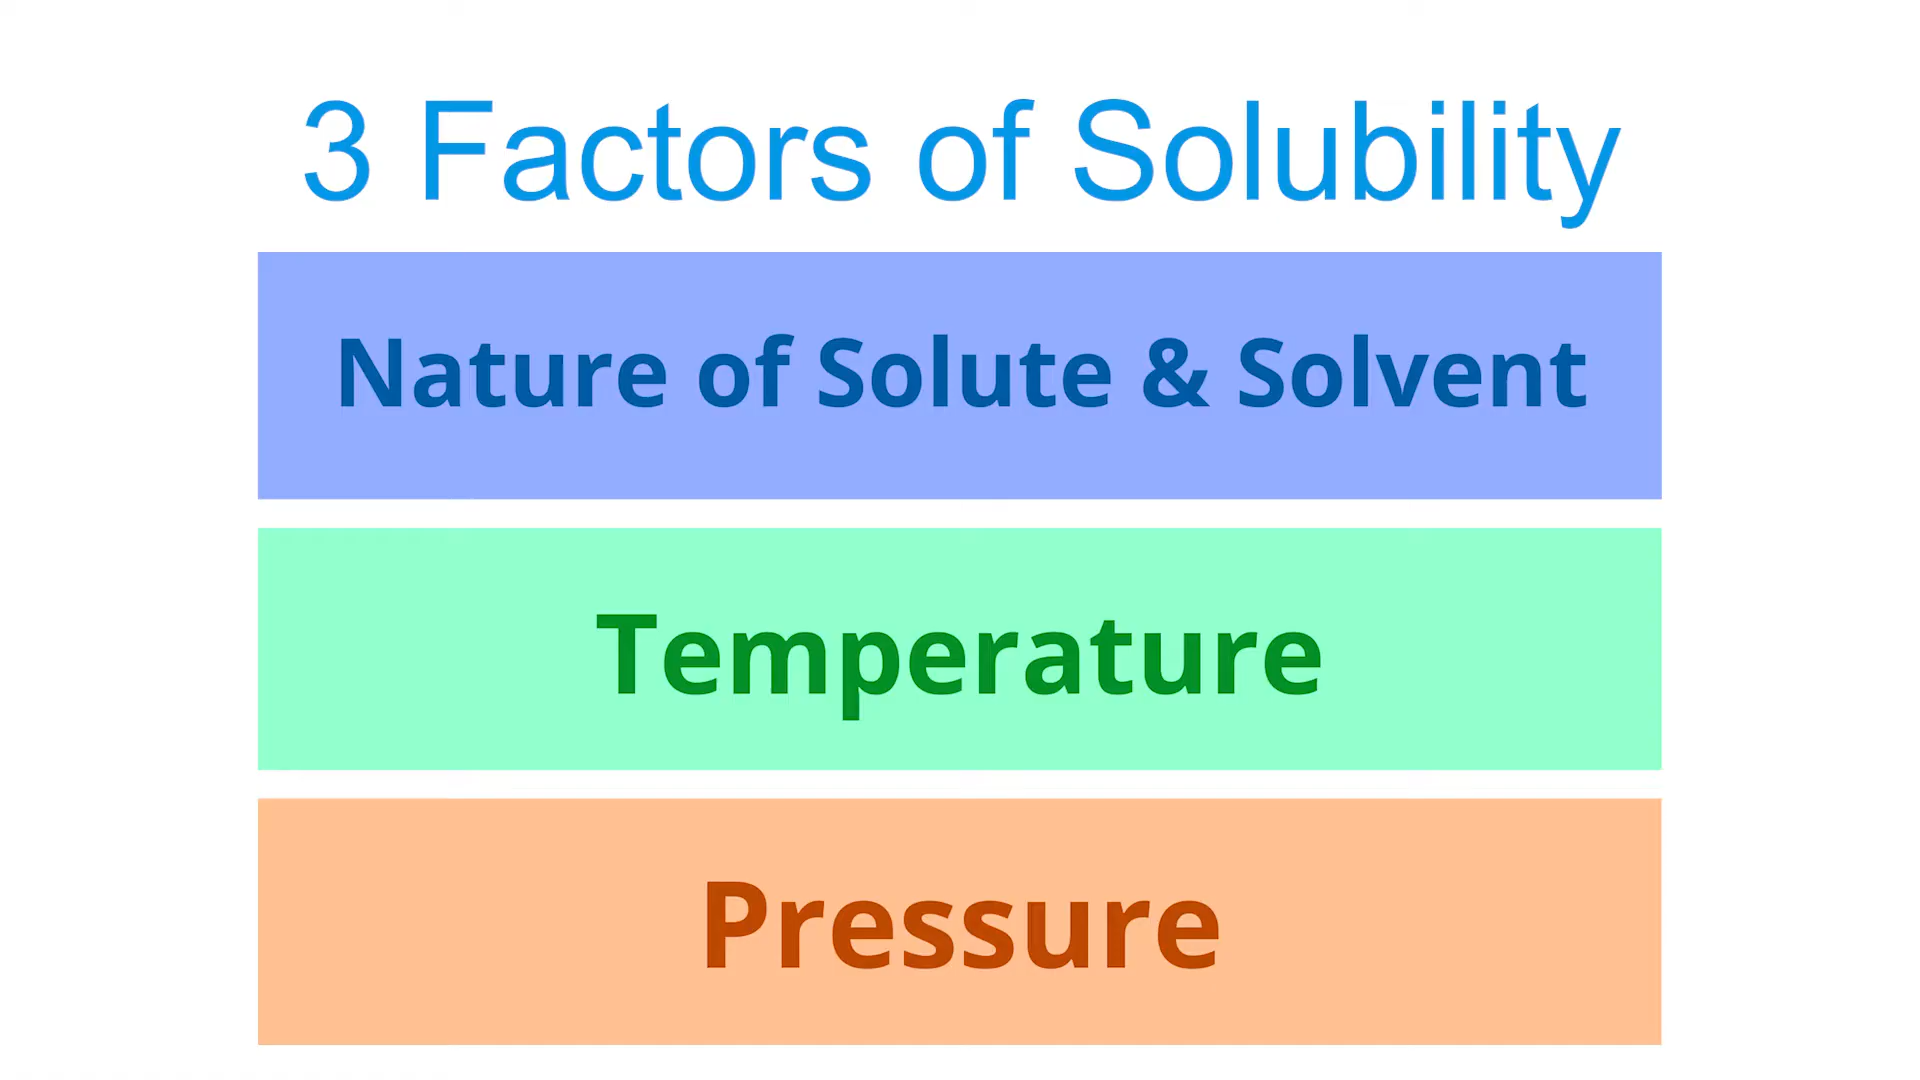 3 Factors of Solubility
Nature of Solute & Solvent
Temperature
Pressure